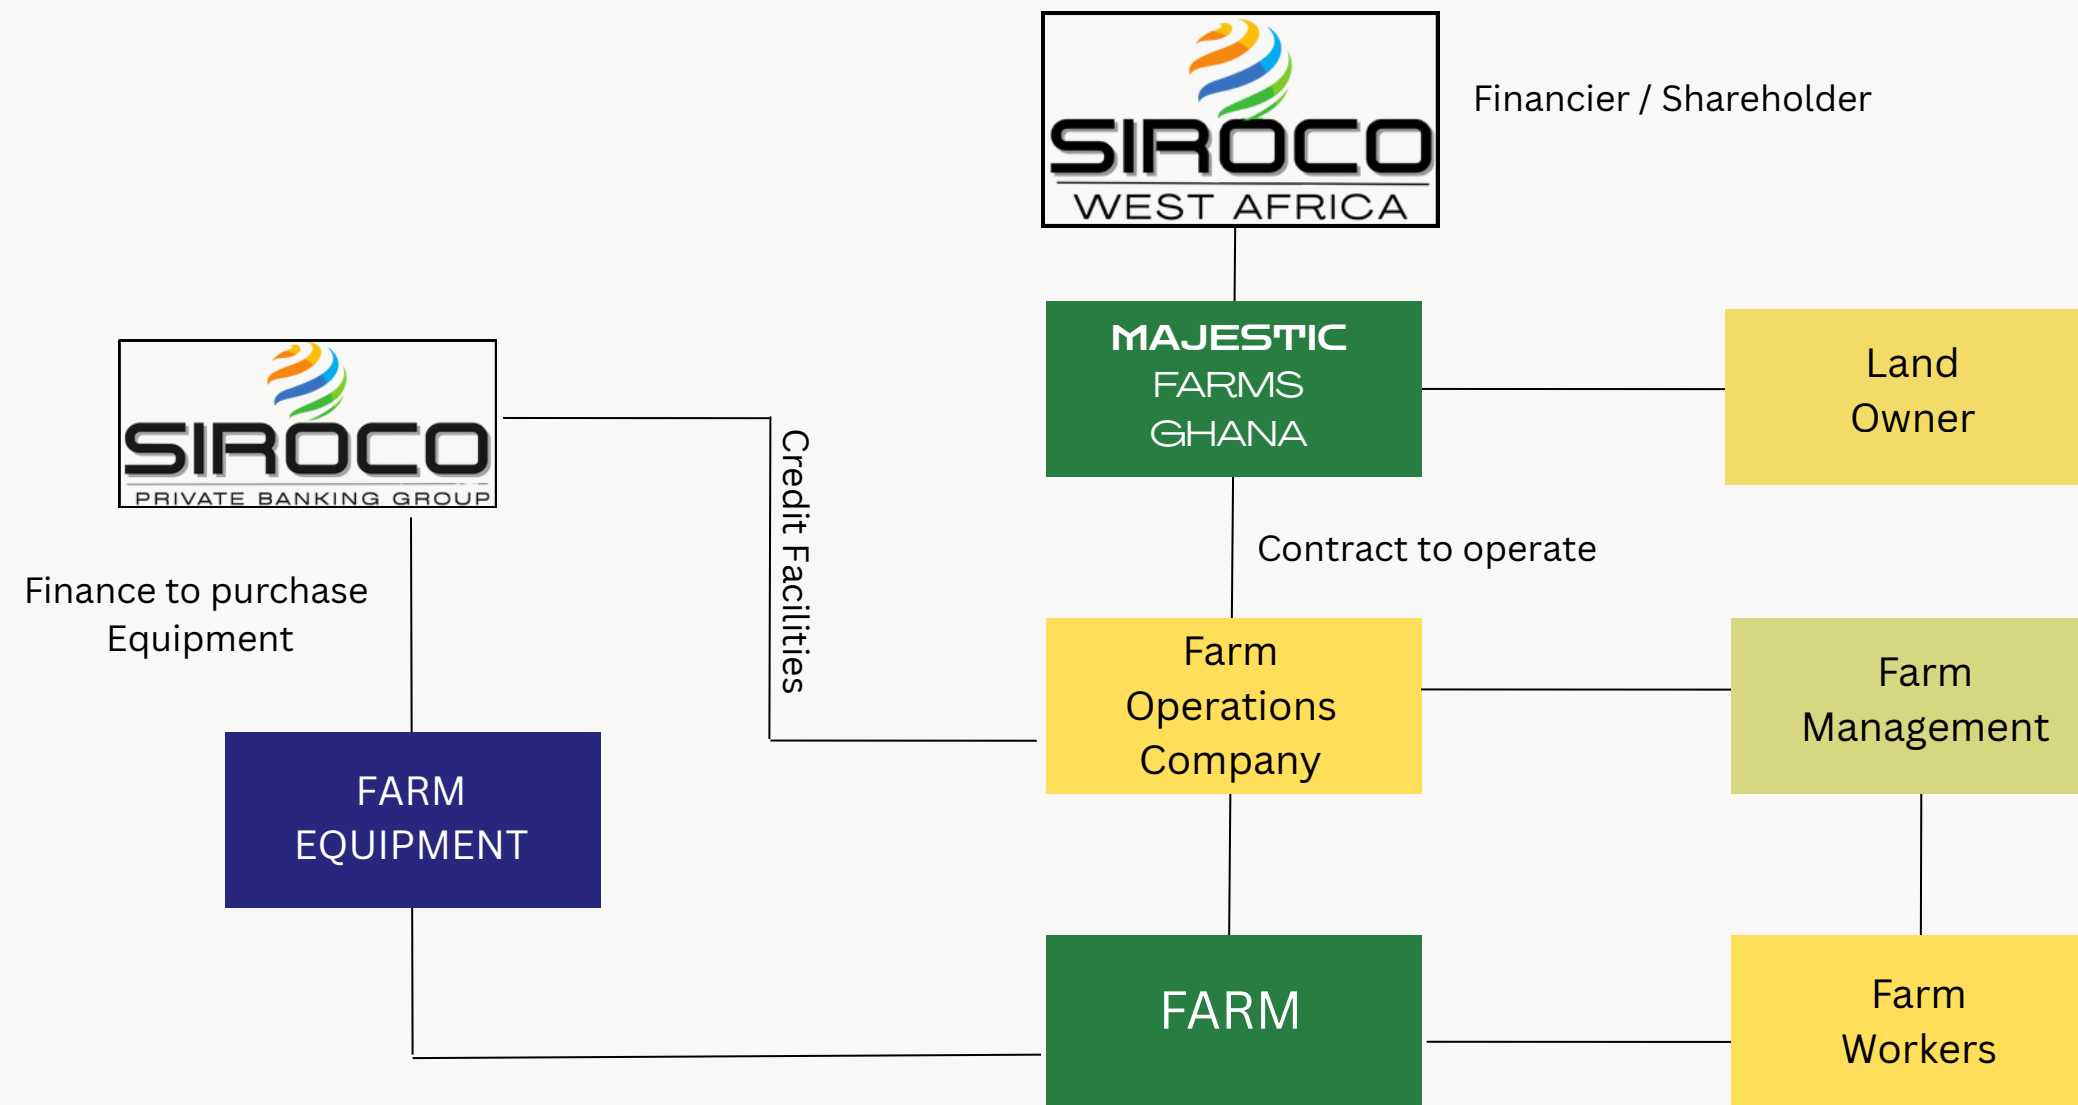 SIROCO
WEST AFRICA
Financier / Shareholder
MAJESTIC
FARMS
GHANA
Land
Owner
SIROCO
PRIVATE BANKING GROUP
Credit Facilities
Contract to operate
Finance to purchase
Equipment
Farm
Operations
Company
Farm
Management
FARM
EQUIPMENT
FARM
Farm
Workers